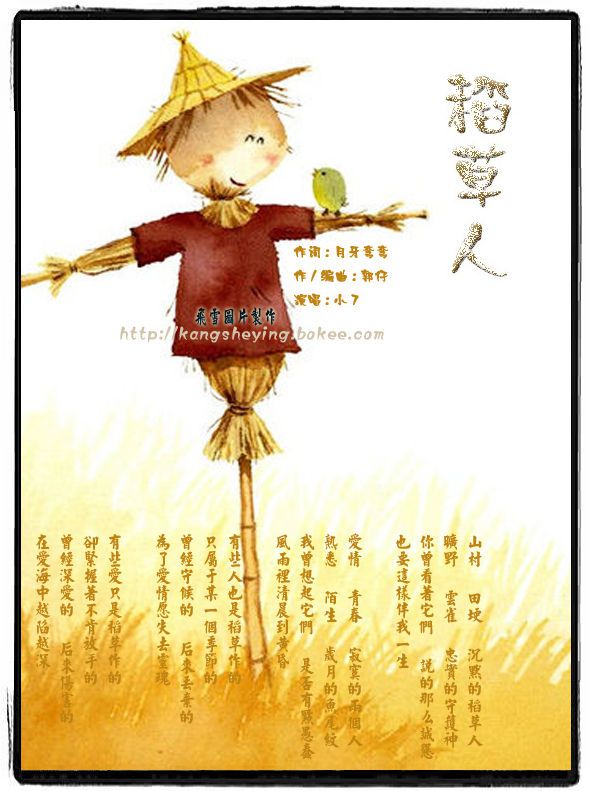 稻草人
作词：月牙弯弯
作/编曲：郭仔
演唱：小7
飛雪圖片製作
http://kangsheying.bokee.com
山村 田埂 沉默的稻草人
曠野 雲雀 忠實的守護神
你曾看著它們 說的那么誠懇
也要這樣伴我一生
愛情 青春 寂寞的兩個人
熟悉 陌生 歲月的魚尾紋
我曾想起它們 是否有點愚蠢
風雨裡清晨到黃昏
有些人也是稻草作的
只屬于某一個季節的
曾經守候的 后來丟棄的
為了愛情愿失去靈魂
有些愛只是稻草作的
卻緊握著不肯放手的
曾經深愛的 后來傷害的
在愛海中越陷越深